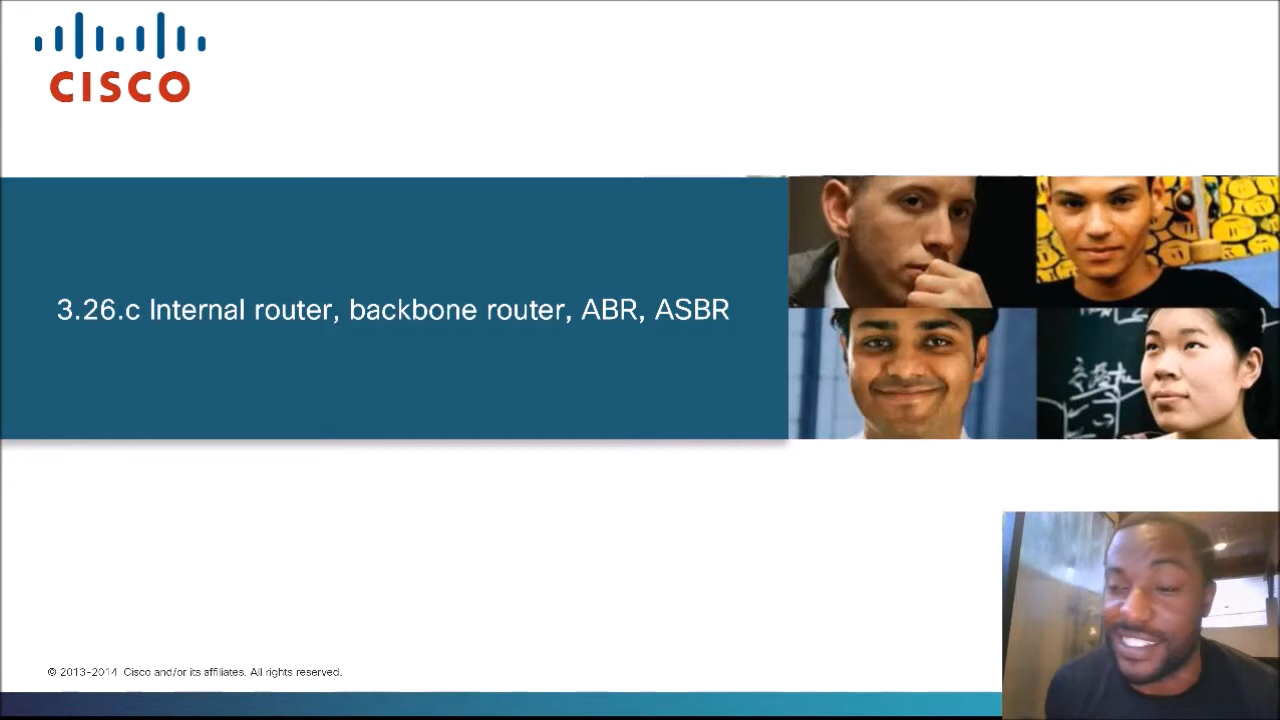 CISCO
3.26.c Internal router, backbone router, ABR, ASBR
© 2013-2014 Cisco and/or its affiliates. All rights reserved.